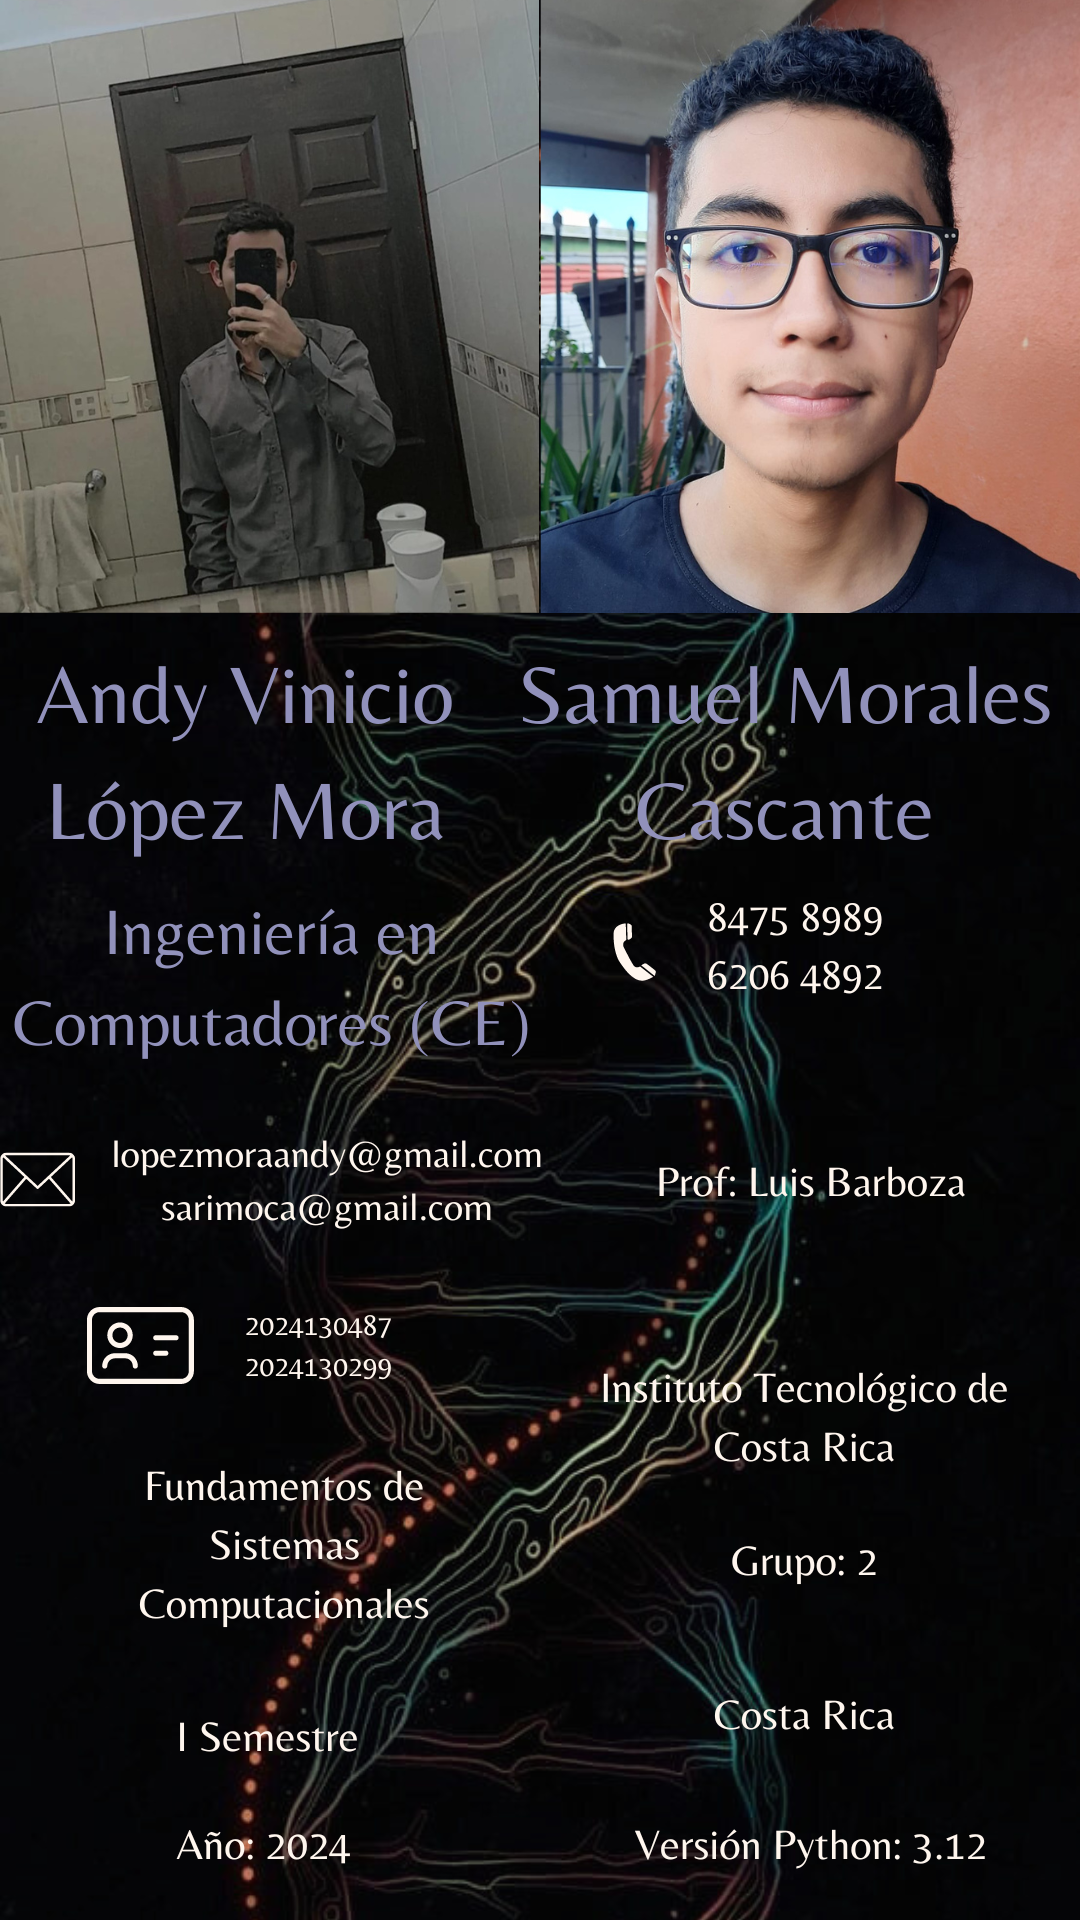 Andy Vinicio
López Mora
Samuel Morales
Cascante
Ingeniería en
Computadores (CE)
8475 8989
6206 4892
lopezmoraandy@gmail.com
sarimoca@gmail.com
Prof: Luis Barboza
2024130487
2024130299
Instituto Tecnológico de
Costa Rica
Fundamentos de
Sistemas
Computacionales
Grupo: 2
I Semestre
Costa Rica
Año: 2024
Versión Python: 3.12